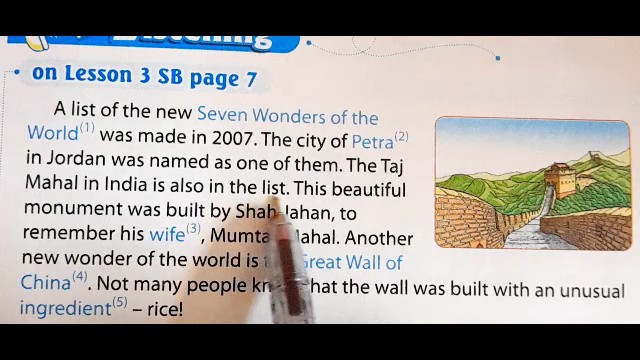 Listening
on Lesson 3 SB page 7
A list of the new Seven Wonders of the
World(1) was made in 2007. The city of Petra(2)
in Jordan was named as one of them. The Taj
Mahal in India is also in the list. This beautiful
monument was built by Shah Jahan, to
remember his wife(3), Mumtaz Mahal. Another
new wonder of the world is the Great Wall of
China(4). Not many people know that the wall was built with an unusual
ingredient(5) – rice!